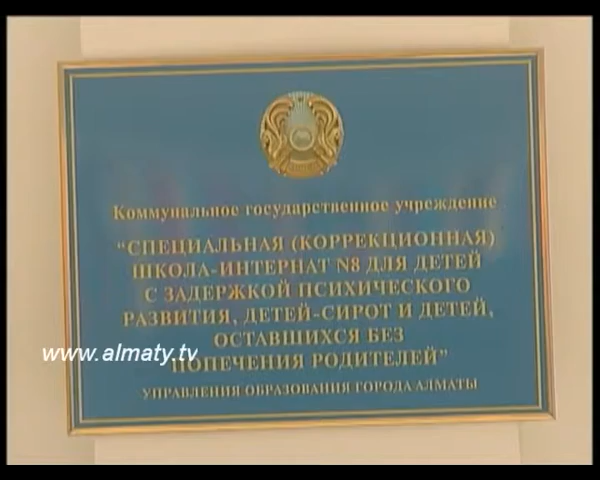 Коммунальное государственное учреждение
"СПЕЦИАЛЬНАЯ (КОРРЕКЦИОННАЯ)
ШКОЛА-ИНТЕРНАТ N8 ДЛЯ ДЕТЕЙ
С ЗАДЕРЖКОЙ ПСИХИЧЕСКОГО
РАЗВИТИЯ, ДЕТЕЙ-СИРОТ И ДЕТЕЙ,
ОСТАВШИХСЯ БЕЗ
ПОПЕЧЕНИЯ РОДИТЕЛЕЙ"
УПРАВЛЕНИЯ ОБРАЗОВАНИЯ ГОРОДА АЛМАТЫ
www.almaty.tv